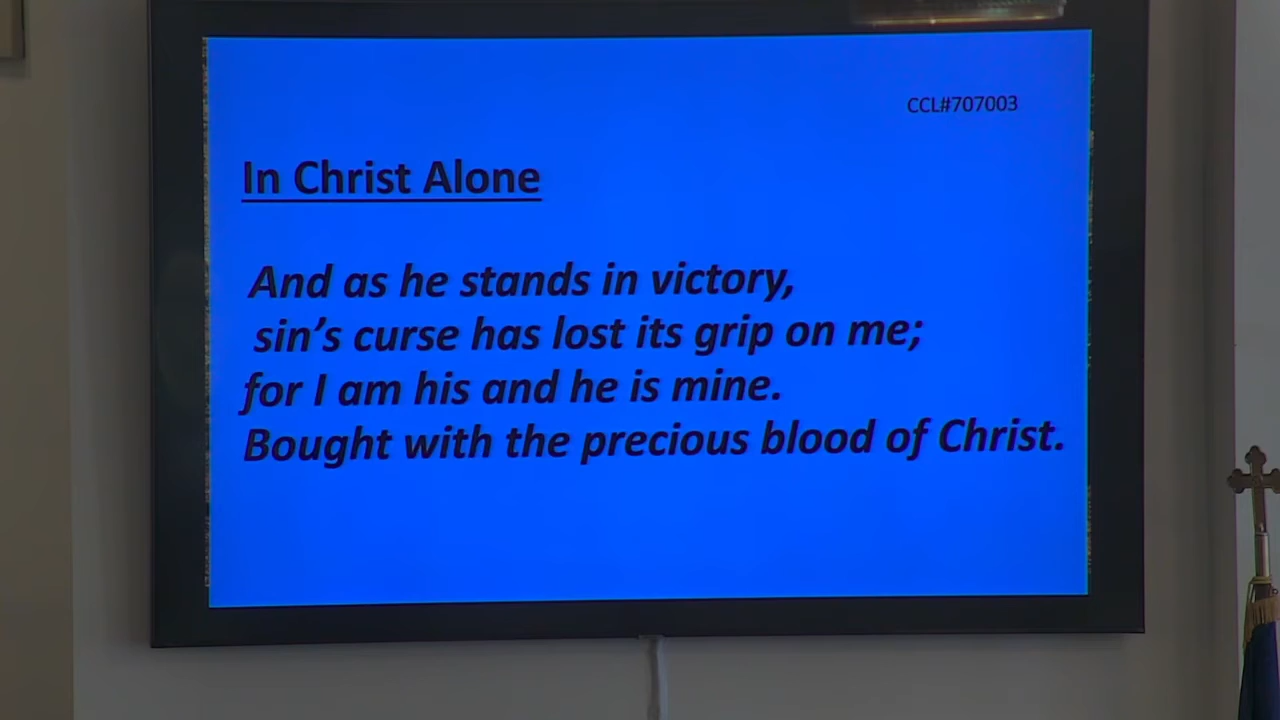 CCL#707003
In Christ Alone
And as he stands in victory,
sin's curse has lost its grip on me;
for I am his and he is mine.
Bought with the precious blood of Christ.